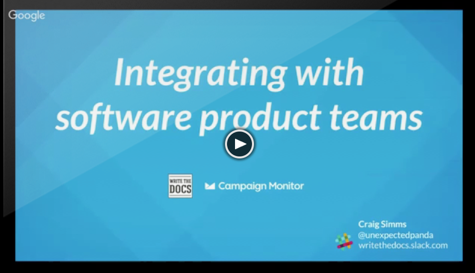 Google
Integrating with
software product teams
WRITE THE
DOCS
Campaign Monitor
Craig Simms
@unexpectedpanda
writethedocs.slack.com